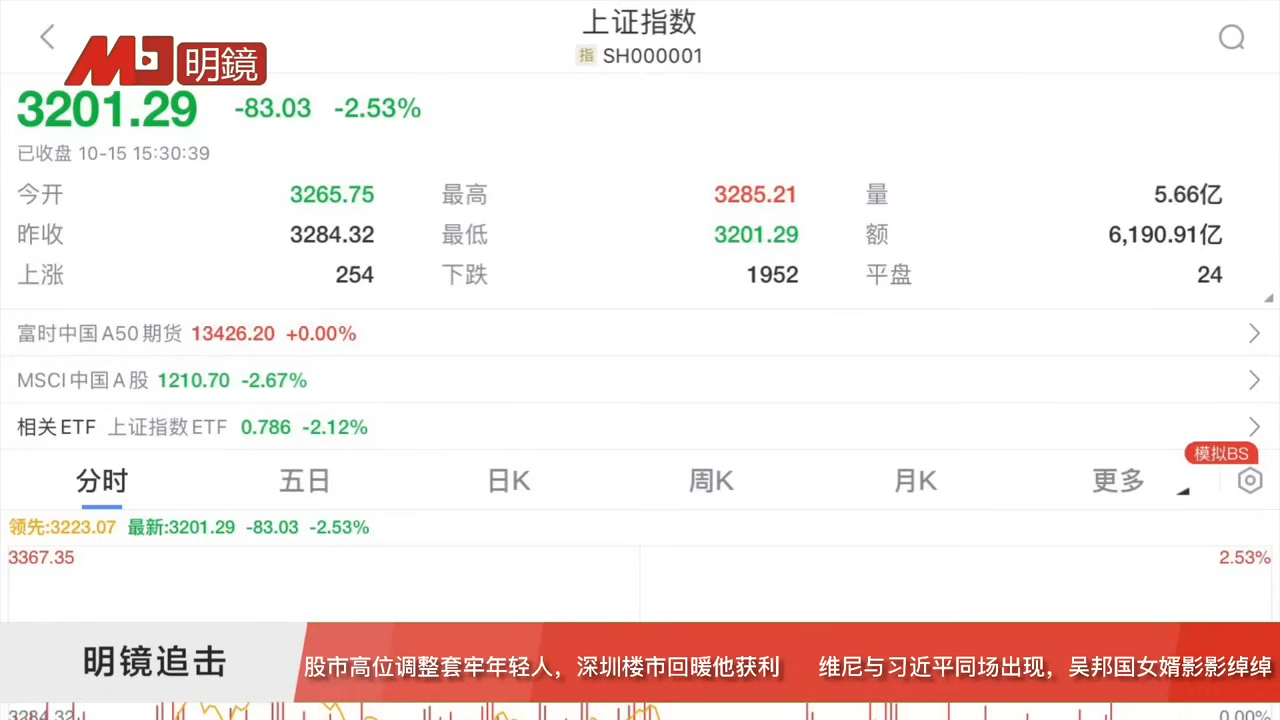 上证指数
指 SH000001
明鏡
3201.29 -83.03 -2.53%
已收盘 10-15 15:30:39
今开 3265.75 最高 3285.21 量 5.66亿
昨收 3284.32 最低 3201.29 额 6,190.91亿
上涨 254 下跌 1952 平盘 24
富时中国A50期货 13426.20 +0.00%
MSCI中国A股 1210.70 -2.67%
相关ETF 上证指数ETF 0.786 -2.12%
模拟BS
分时 五日 日K 周K 月K 更多
领先:3223.07 最新:3201.29 -83.03 -2.53%
3367.35 2.53%
明镜追击 股市高位调整套牢年轻人，深圳楼市回暖他获利 维尼与习近平同场出现，吴邦国女婿影影绰绰
3284.32 0.00%